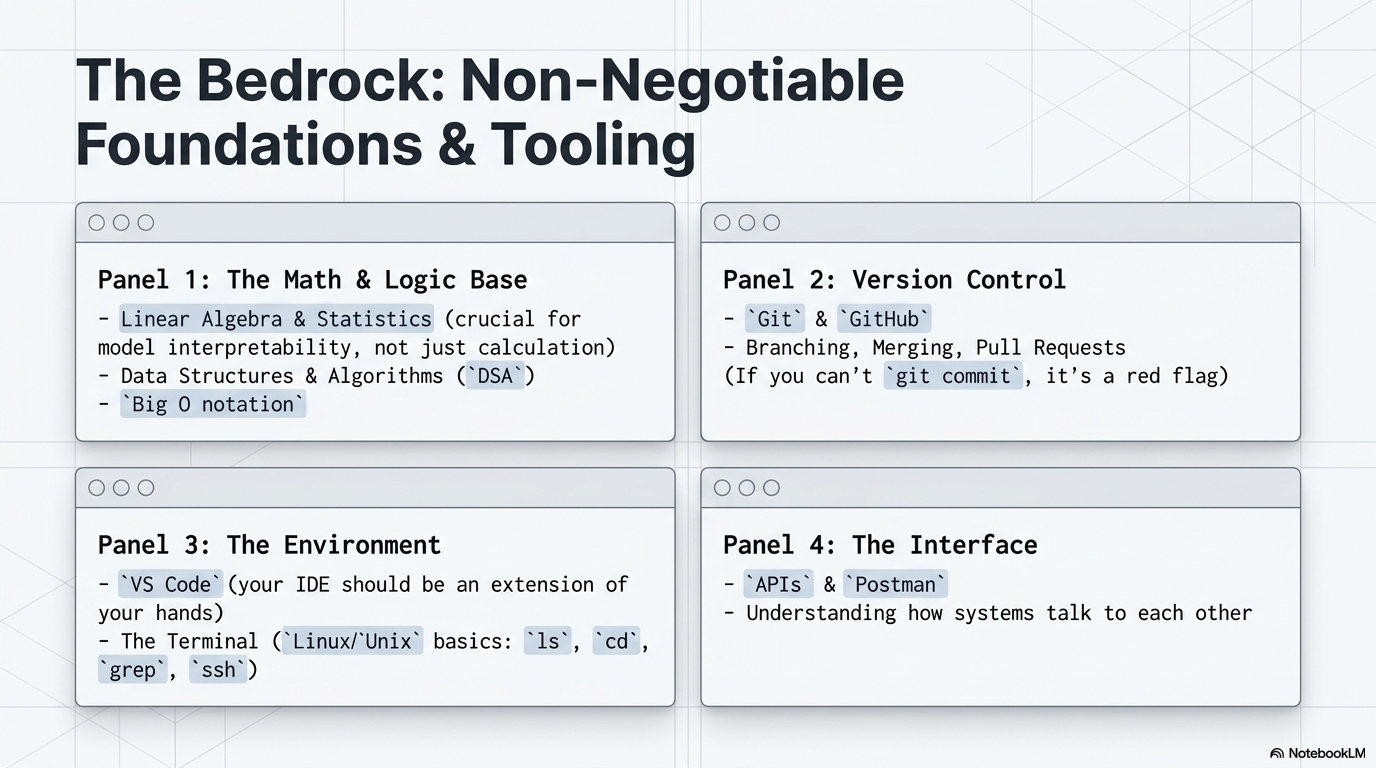 The Bedrock: Non-Negotiable
Foundations & Tooling
Panel 1: The Math & Logic Base
- Linear Algebra & Statistics (crucial for
model interpretability, not just calculation)
- Data Structures & Algorithms (`DSA`)
- `Big O notation`
Panel 2: Version Control
- `Git` & `GitHub`
- Branching, Merging, Pull Requests
(If you can’t `git commit`, it’s a red flag)
Panel 3: The Environment
- `VS Code` (your IDE should be an extension of
your hands)
- The Terminal (`Linux/`Unix` basics: `ls`, `cd`,
`grep`, `ssh`)
Panel 4: The Interface
- `APIs` & `Postman`
- Understanding how systems talk to each other
NotebookLM